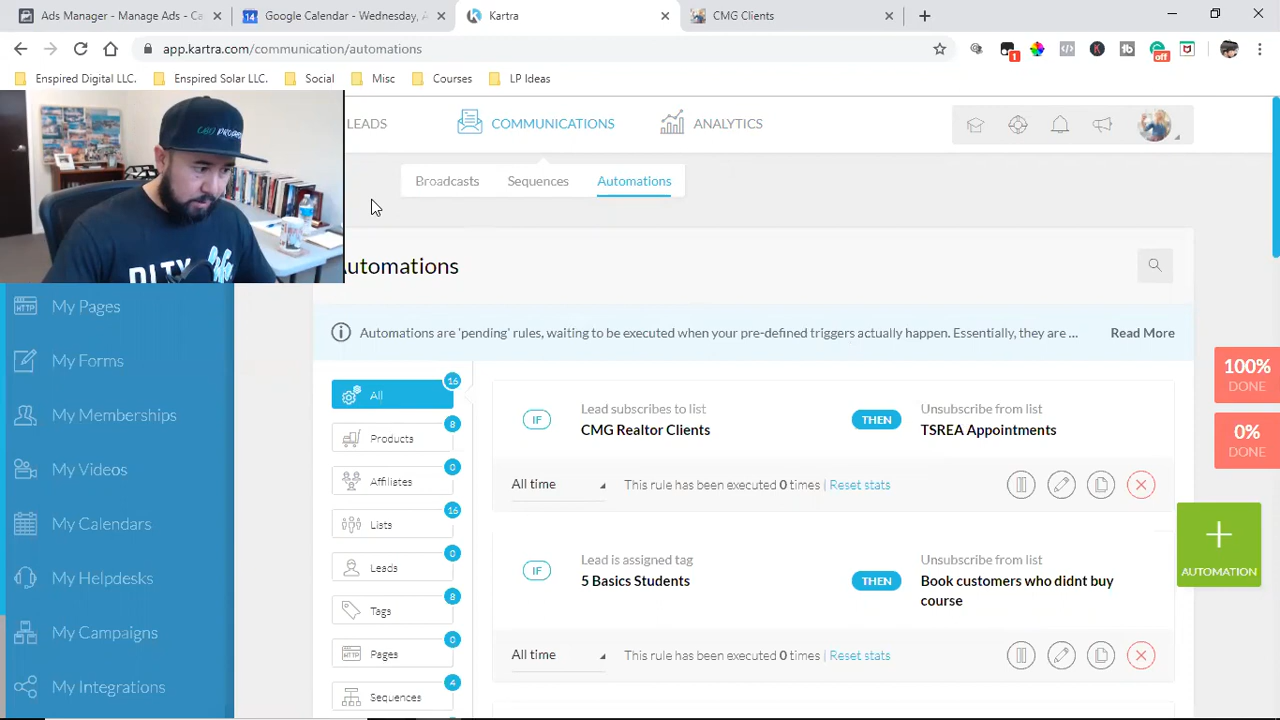 Ads Manager - Manage Ads - Ca
Google Calendar - Wednesday, A
Kartra
CMG Clients
app.kartra.com/communication/automations
1
off
Enspired Digital LLC.
Enspired Solar LLC.
Social
Misc
Courses
LP Ideas
LEADS
COMMUNICATIONS
ANALYTICS
Broadcasts
Sequences
Automations
Automations
Automations are 'pending' rules, waiting to be executed when your pre-defined triggers actually happen. Essentially, they are ...
Read More
My Pages
My Forms
My Memberships
My Videos
My Calendars
My Helpdesks
My Campaigns
My Integrations
All
16
Products
8
Affiliates
0
Lists
16
Leads
0
Tags
8
Pages
0
Sequences
4
IF
Lead subscribes to list
CMG Realtor Clients
THEN
Unsubscribe from list
TSREA Appointments
All time
This rule has been executed 0 times | Reset stats
IF
Lead is assigned tag
5 Basics Students
THEN
Unsubscribe from list
Book customers who didnt buy
course
All time
This rule has been executed 0 times | Reset stats
100%
DONE
0%
DONE
AUTOMATION